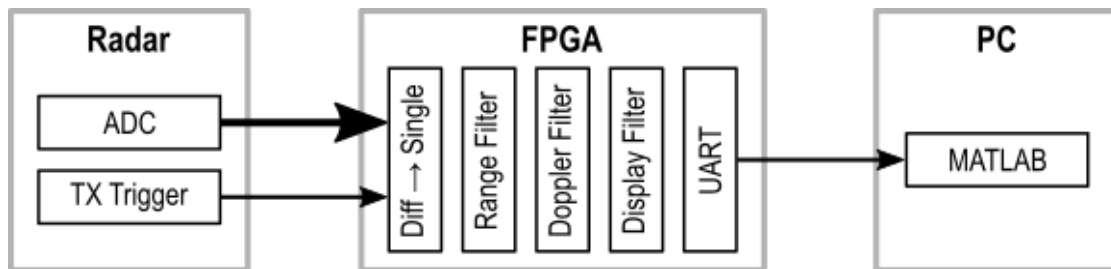 Radar
ADC
TX Trigger
FPGA
Diff → Single
Range Filter
Doppler Filter
Display Filter
UART
PC
MATLAB